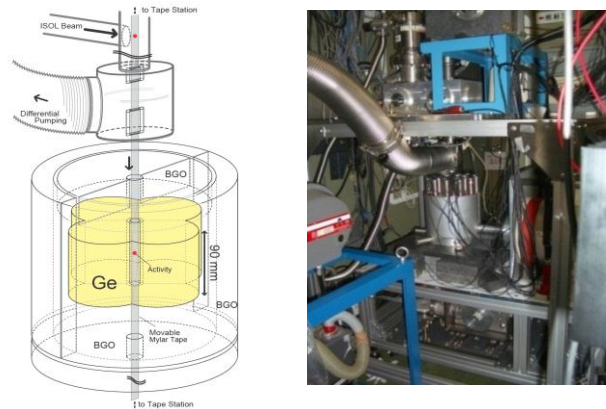 to Tape Station
ISOL Beam
Differential
Pumping
BGO
90 mm
Ge
Activity
BGO
Movable
Mylar Tape
BGO
to Tape Station